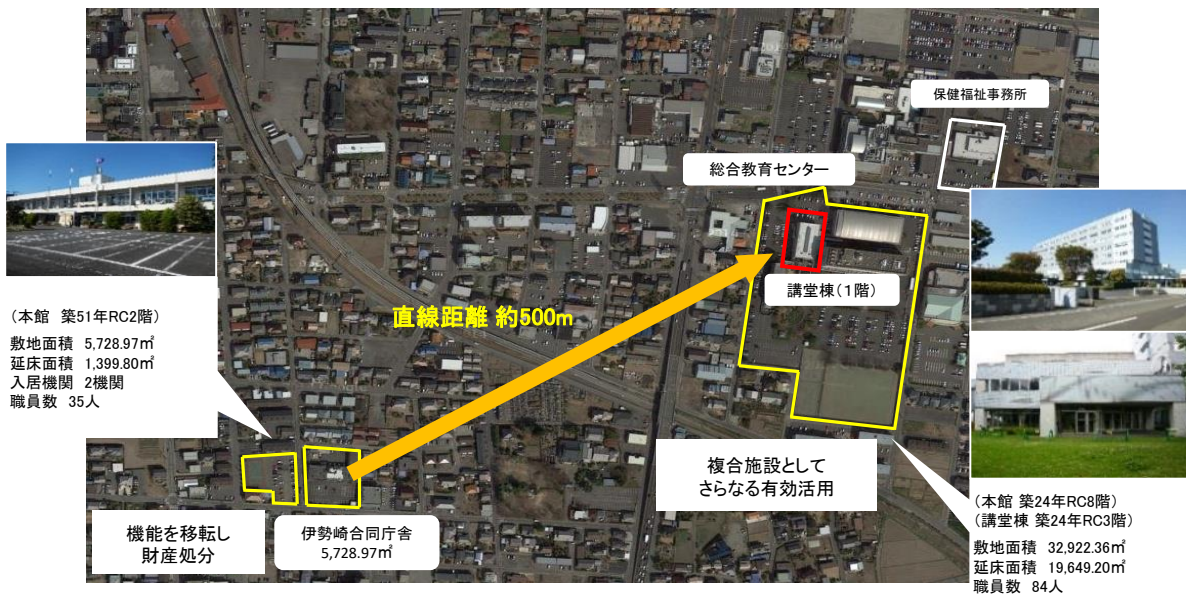 保健福祉事務所
総合教育センター
講堂棟(1階)
直線距離 約500m
(本館 築51年RC2階)
敷地面積 5,728.97㎡
延床面積 1,399.80㎡
入居機関 2機関
職員数 35人
機能を移転し
財産処分
伊勢崎合同庁舎
5,728.97㎡
複合施設として
さらなる有効活用
(本館 築24年RC8階)
(講堂棟 築24年RC3階)
敷地面積 32,922.36㎡
延床面積 19,649.20㎡
職員数 84人